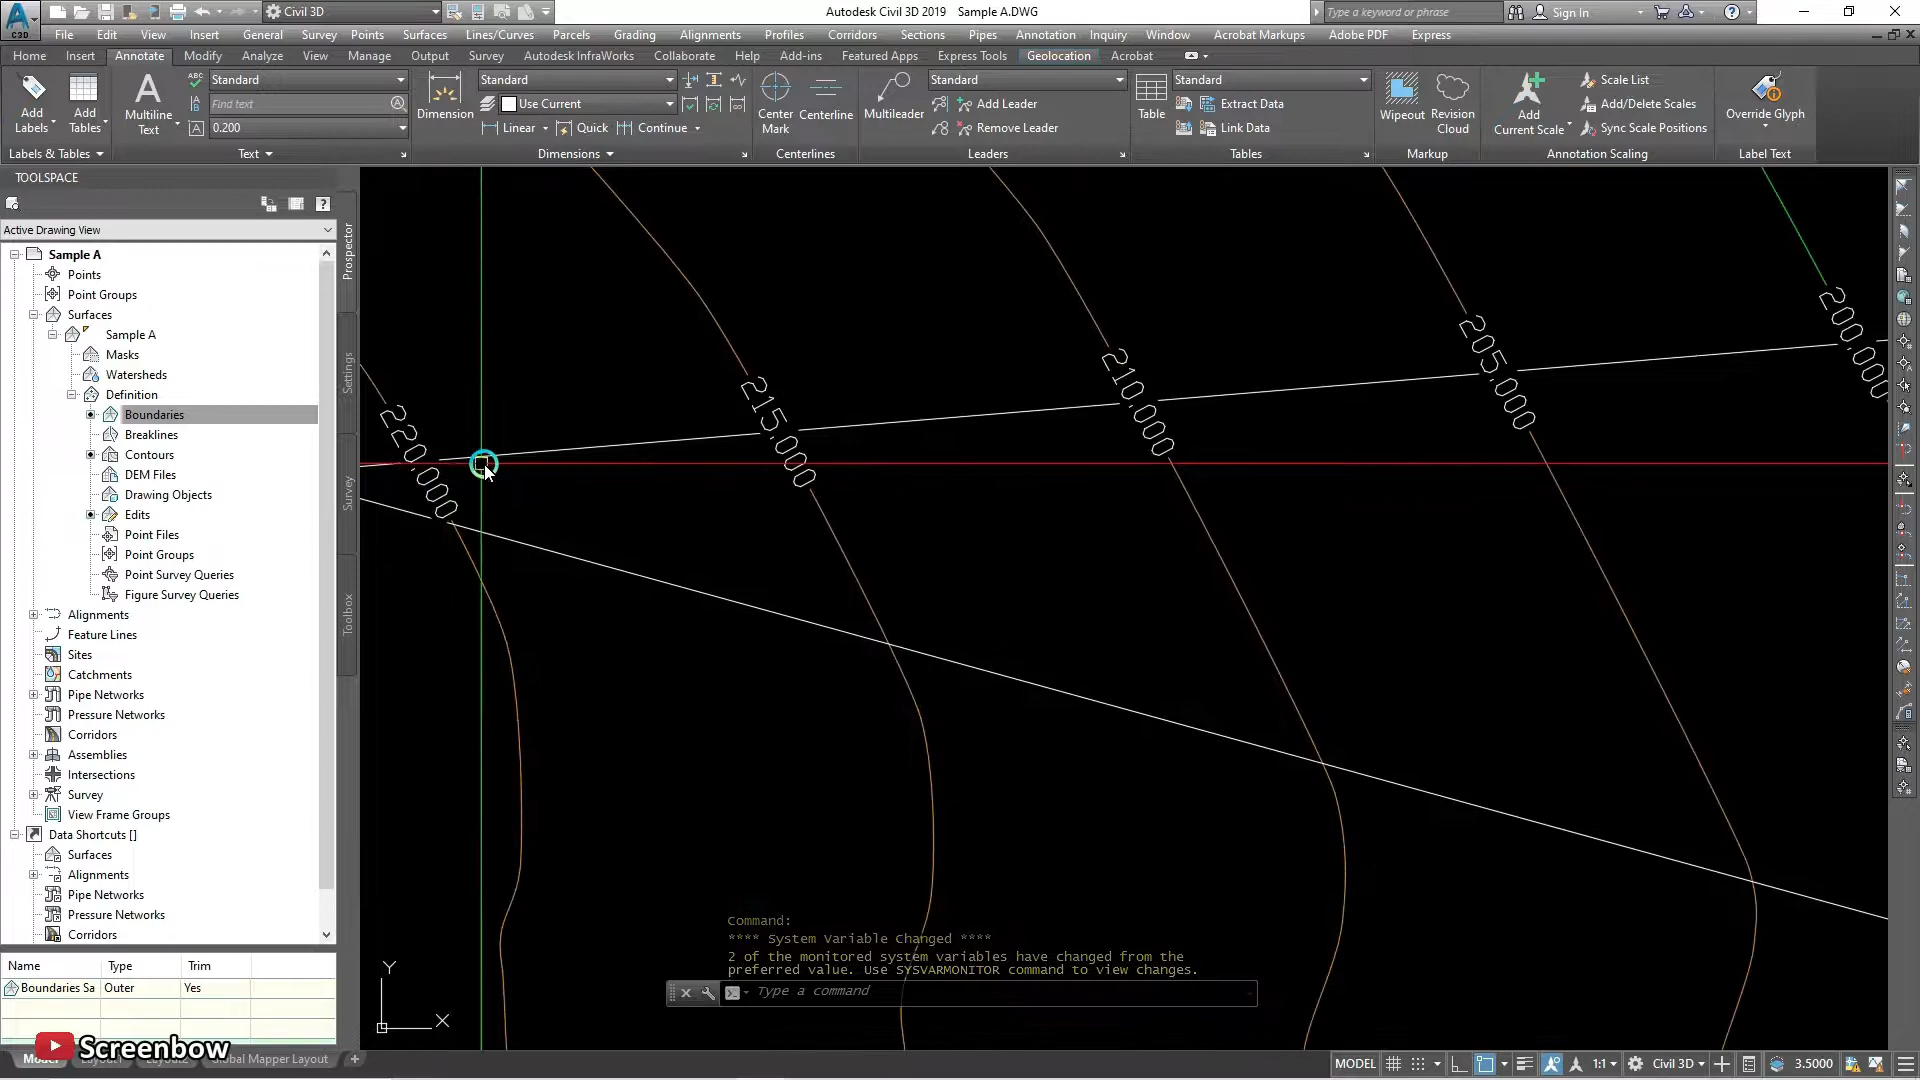 C3D
Civil 3D
Autodesk Civil 3D 2019 Sample A.DWG
Type a keyword or phrase
Sign In
File Edit View Insert General Survey Points Surfaces Lines/Curves Parcels Grading Alignments Profiles Corridors Sections Pipes Annotation Inquiry Window Acrobat Markups Adobe PDF Express
Home Insert Annotate Modify Analyze View Manage Output Survey Autodesk InfraWorks Collaborate Help Add-ins Featured Apps Express Tools Geolocation Acrobat
Add Labels
Add Tables
Labels & Tables
Multiline Text
Standard
Find text
0.200
Text
Dimension
Standard
Use Current
Linear Quick Continue
Dimensions
Center Mark
Centerline
Centerlines
Multileader
Standard
Add Leader
Remove Leader
Leaders
Table
Standard
Extract Data
Link Data
Tables
Wipeout
Revision Cloud
Markup
Add Current Scale
Scale List
Add/Delete Scales
Sync Scale Positions
Annotation Scaling
Override Glyph
Label Text
TOOLSPACE
Active Drawing View
Sample A
Points
Point Groups
Surfaces
Sample A
Masks
Watersheds
Definition
Boundaries
Breaklines
Contours
DEM Files
Drawing Objects
Edits
Point Files
Point Groups
Point Survey Queries
Figure Survey Queries
Alignments
Feature Lines
Sites
Catchments
Pipe Networks
Pressure Networks
Corridors
Assemblies
Intersections
Survey
View Frame Groups
Data Shortcuts []
Surfaces
Alignments
Pipe Networks
Pressure Networks
Corridors
Prospector
Settings
Survey
Toolbox
Name Type Trim
Boundaries Sa Outer Yes
220.000
215.000
210.000
205.000
200.000
Command:
**** System Variable Changed ****
2 of the monitored system variables have changed from the
preferred value. Use SYSVARMONITOR command to view changes.
Type a command
Y
X
Screenbow
Model Layout1 Layout2 Global Mapper Layout
MODEL 1:1 Civil 3D 3.5000